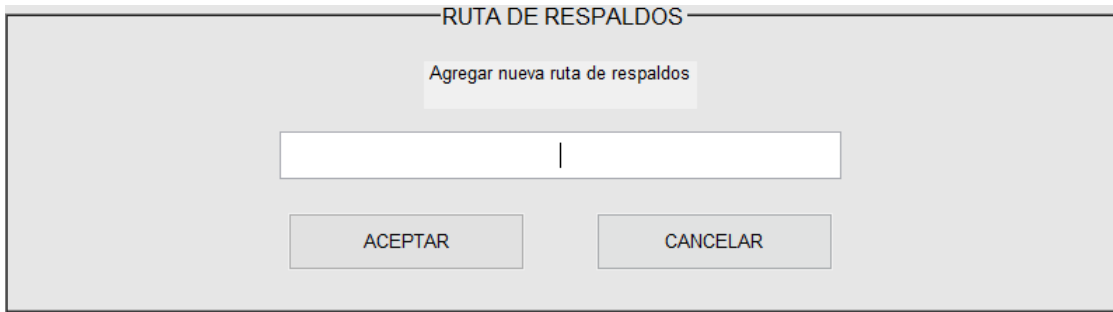 RUTA DE RESPALDOS
Agregar nueva ruta de respaldos
ACEPTAR CANCELAR